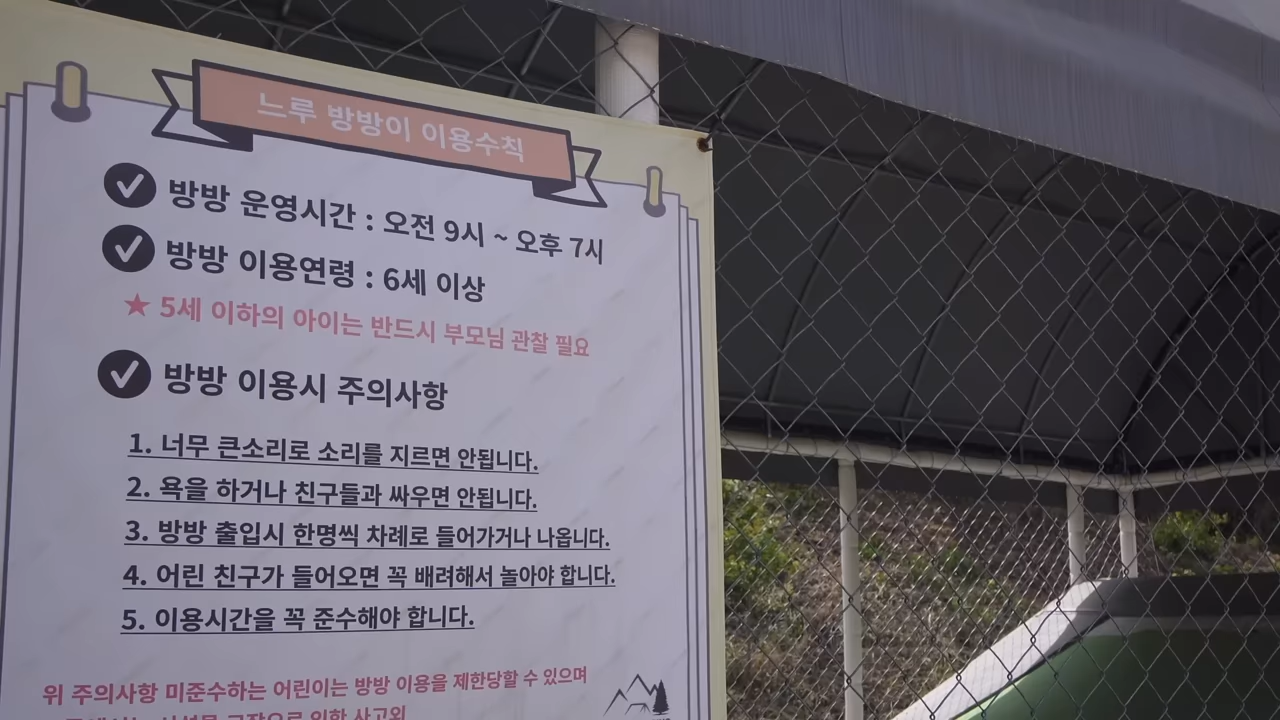 느루 방방이 이용수칙
방방 운영시간 : 오전 9시 ~ 오후 7시
방방 이용연령 : 6세 이상
★ 5세 이하의 아이는 반드시 부모님 관찰 필요
방방 이용시 주의사항
1. 너무 큰소리로 소리를 지르면 안됩니다.
2. 욕을 하거나 친구들과 싸우면 안됩니다.
3. 방방 출입시 한명씩 차례로 들어가거나 나옵니다.
4. 어린 친구가 들어오면 꼭 배려해서 놀아야 합니다.
5. 이용시간을 꼭 준수해야 합니다.
위 주의사항 미준수하는 어린이는 방방 이용을 제한당할 수 있으며